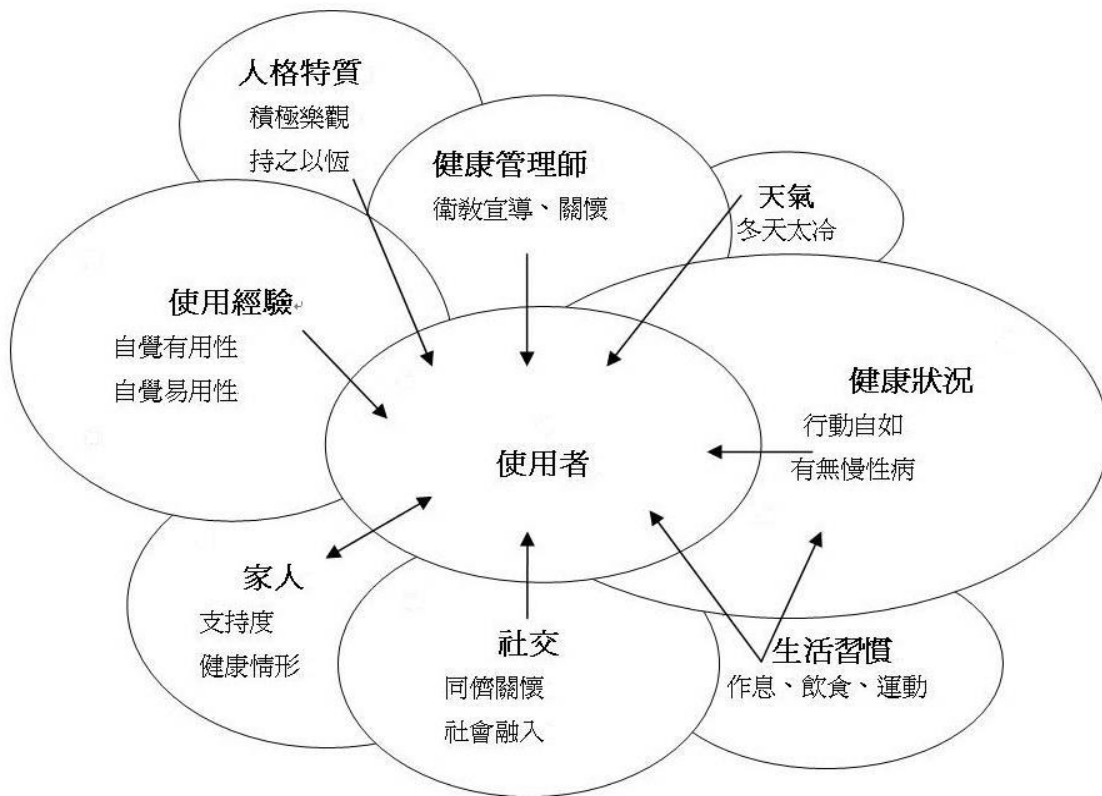 人格特質
積極樂觀
持之以恆
健康管理師
衛教宣導、關懷
天氣
冬天太冷
使用經驗
自覺有用性
自覺易用性
健康狀況
行動自如
有無慢性病
使用者
家人
支持度
健康情形
社交
同儕關懷
社會融入
生活習慣
作息、飲食、運動